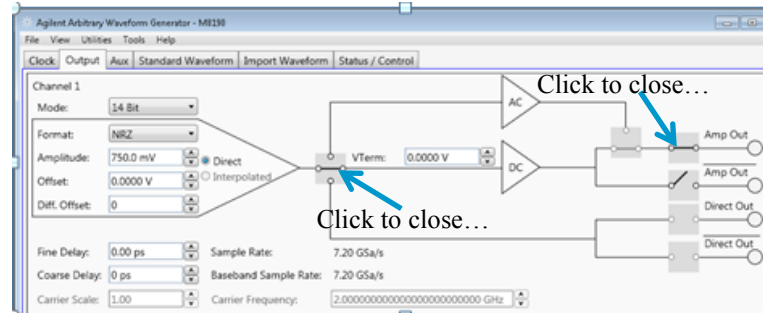 Agilent Arbitrary Waveform Generator - M8190
File View Utilities Tools Help
Clock Output Aux Standard Waveform Import Waveform Status / Control
Channel 1
Click to close…
Mode: 14 Bit
AC
Format: NRZ
Amp Out
Amplitude: 750.0 mV
Direct
VTerm: 0.0000 V
DC
Offset: 0.0000 V
Interpolated
Amp Out
Diff. Offset: 0
Click to close…
Direct Out
Direct Out
Fine Delay: 0.00 ps Sample Rate: 7.20 GSa/s
Coarse Delay: 0 ps Baseband Sample Rate: 7.20 GSa/s
Carrier Scale: 1.00 Carrier Frequency: 2.000000000000000000000000 GHz